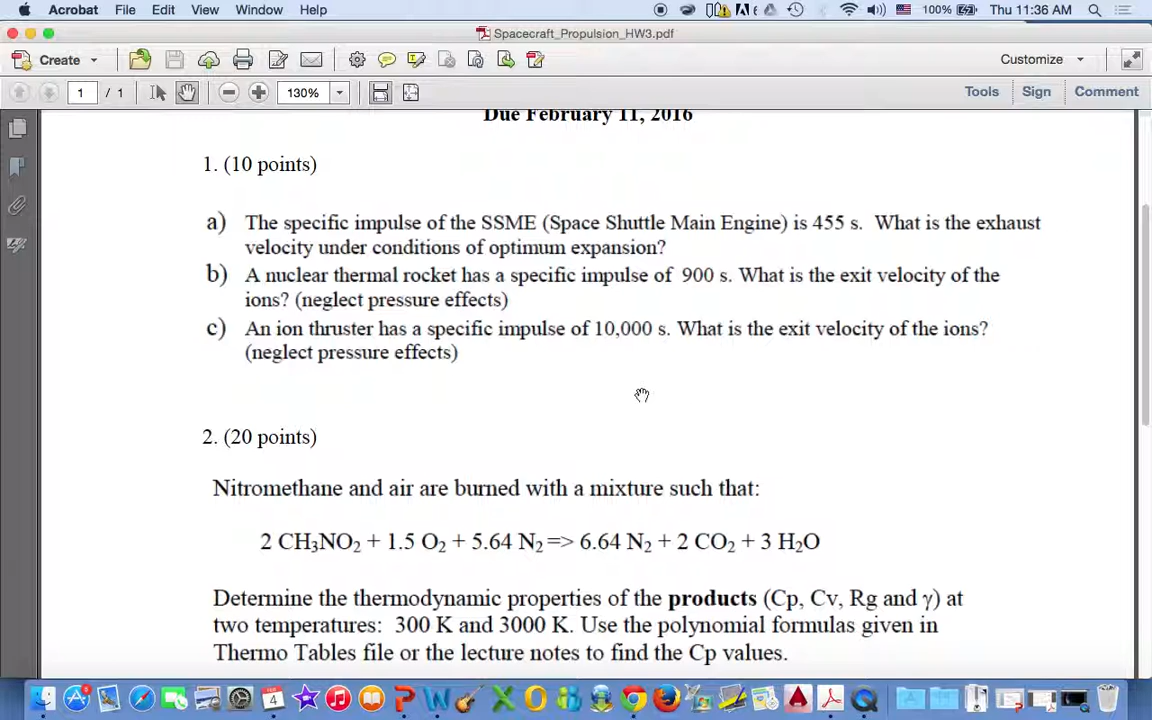 Acrobat File Edit View Window Help 100% Thu 11:36 AM
Spacecraft_Propulsion_HW3.pdf
Create Customize
1 / 1 130% Tools Sign Comment
Due February 11, 2016
1. (10 points)
a) The specific impulse of the SSME (Space Shuttle Main Engine) is 455 s. What is the exhaust
velocity under conditions of optimum expansion?
b) A nuclear thermal rocket has a specific impulse of 900 s. What is the exit velocity of the
ions? (neglect pressure effects)
c) An ion thruster has a specific impulse of 10,000 s. What is the exit velocity of the ions?
(neglect pressure effects)
2. (20 points)
Nitromethane and air are burned with a mixture such that:
2 CH₃NO₂ + 1.5 O₂ + 5.64 N₂ => 6.64 N₂ + 2 CO₂ + 3 H₂O
Determine the thermodynamic properties of the products (Cp, Cv, Rg and γ) at
two temperatures: 300 K and 3000 K. Use the polynomial formulas given in
Thermo Tables file or the lecture notes to find the Cp values.